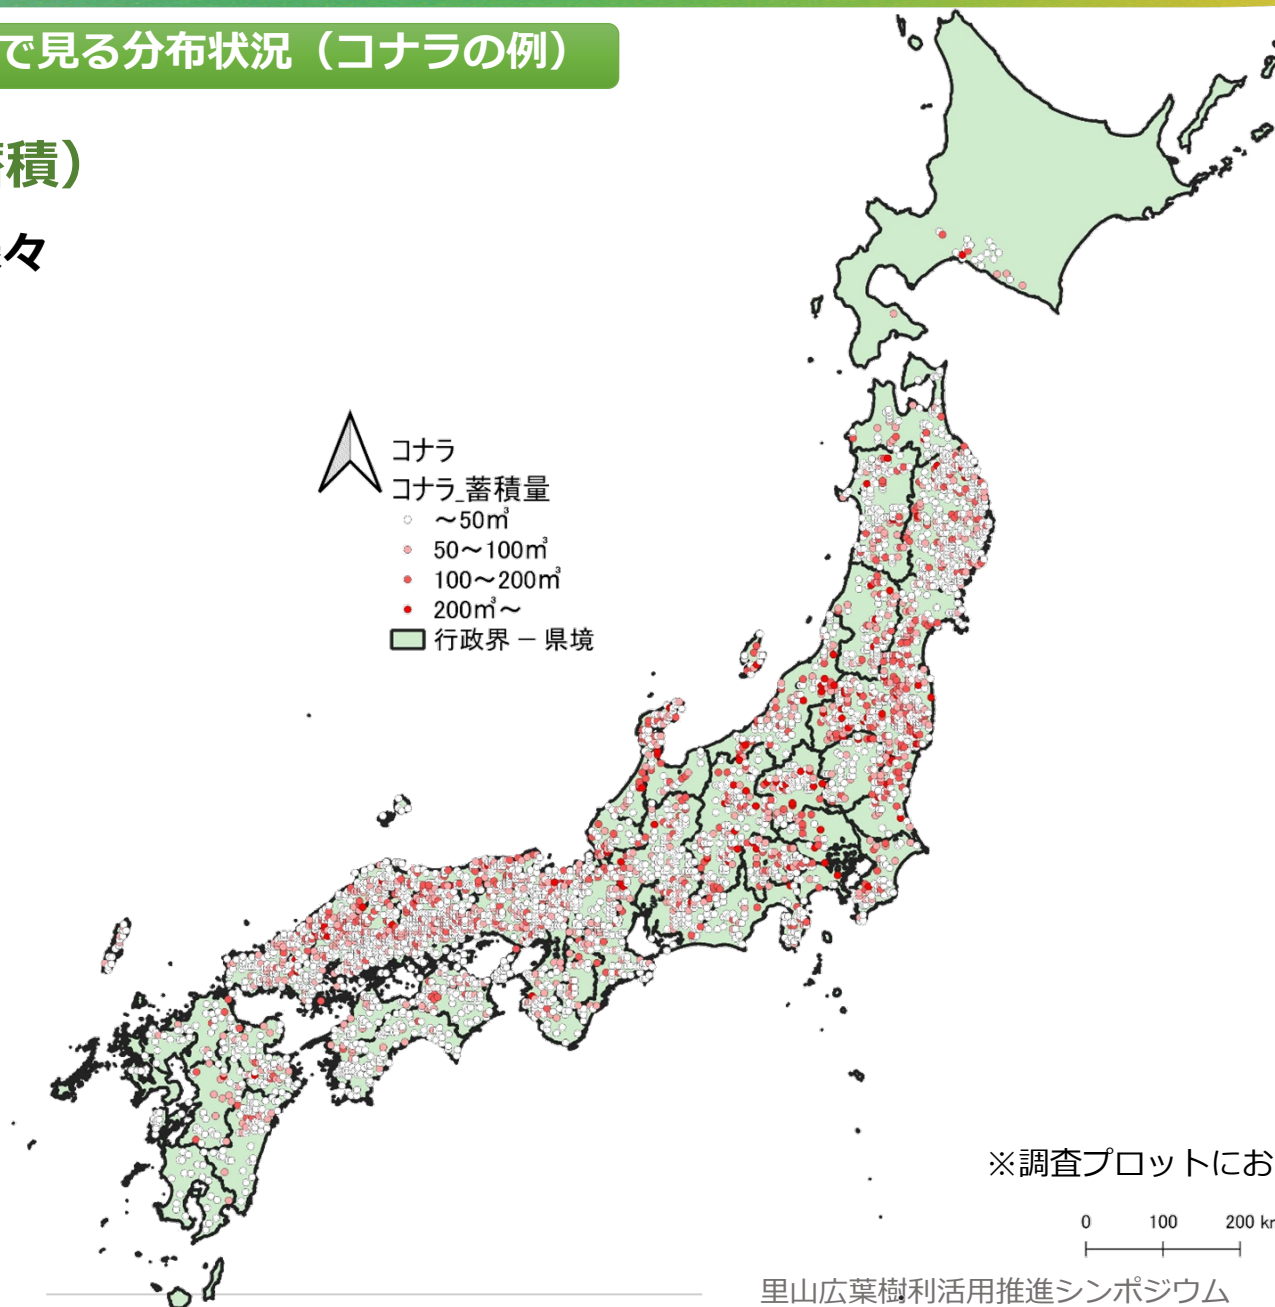 で見る分布状況（コナラの例）
蓄積）
々
コナラ
コナラ_蓄積量
～50㎥
50～100㎥
100～200㎥
200㎥～
行政界 － 県境
※調査プロットにお
0 100 200 km
里山広葉樹利活用推進シンポジウム